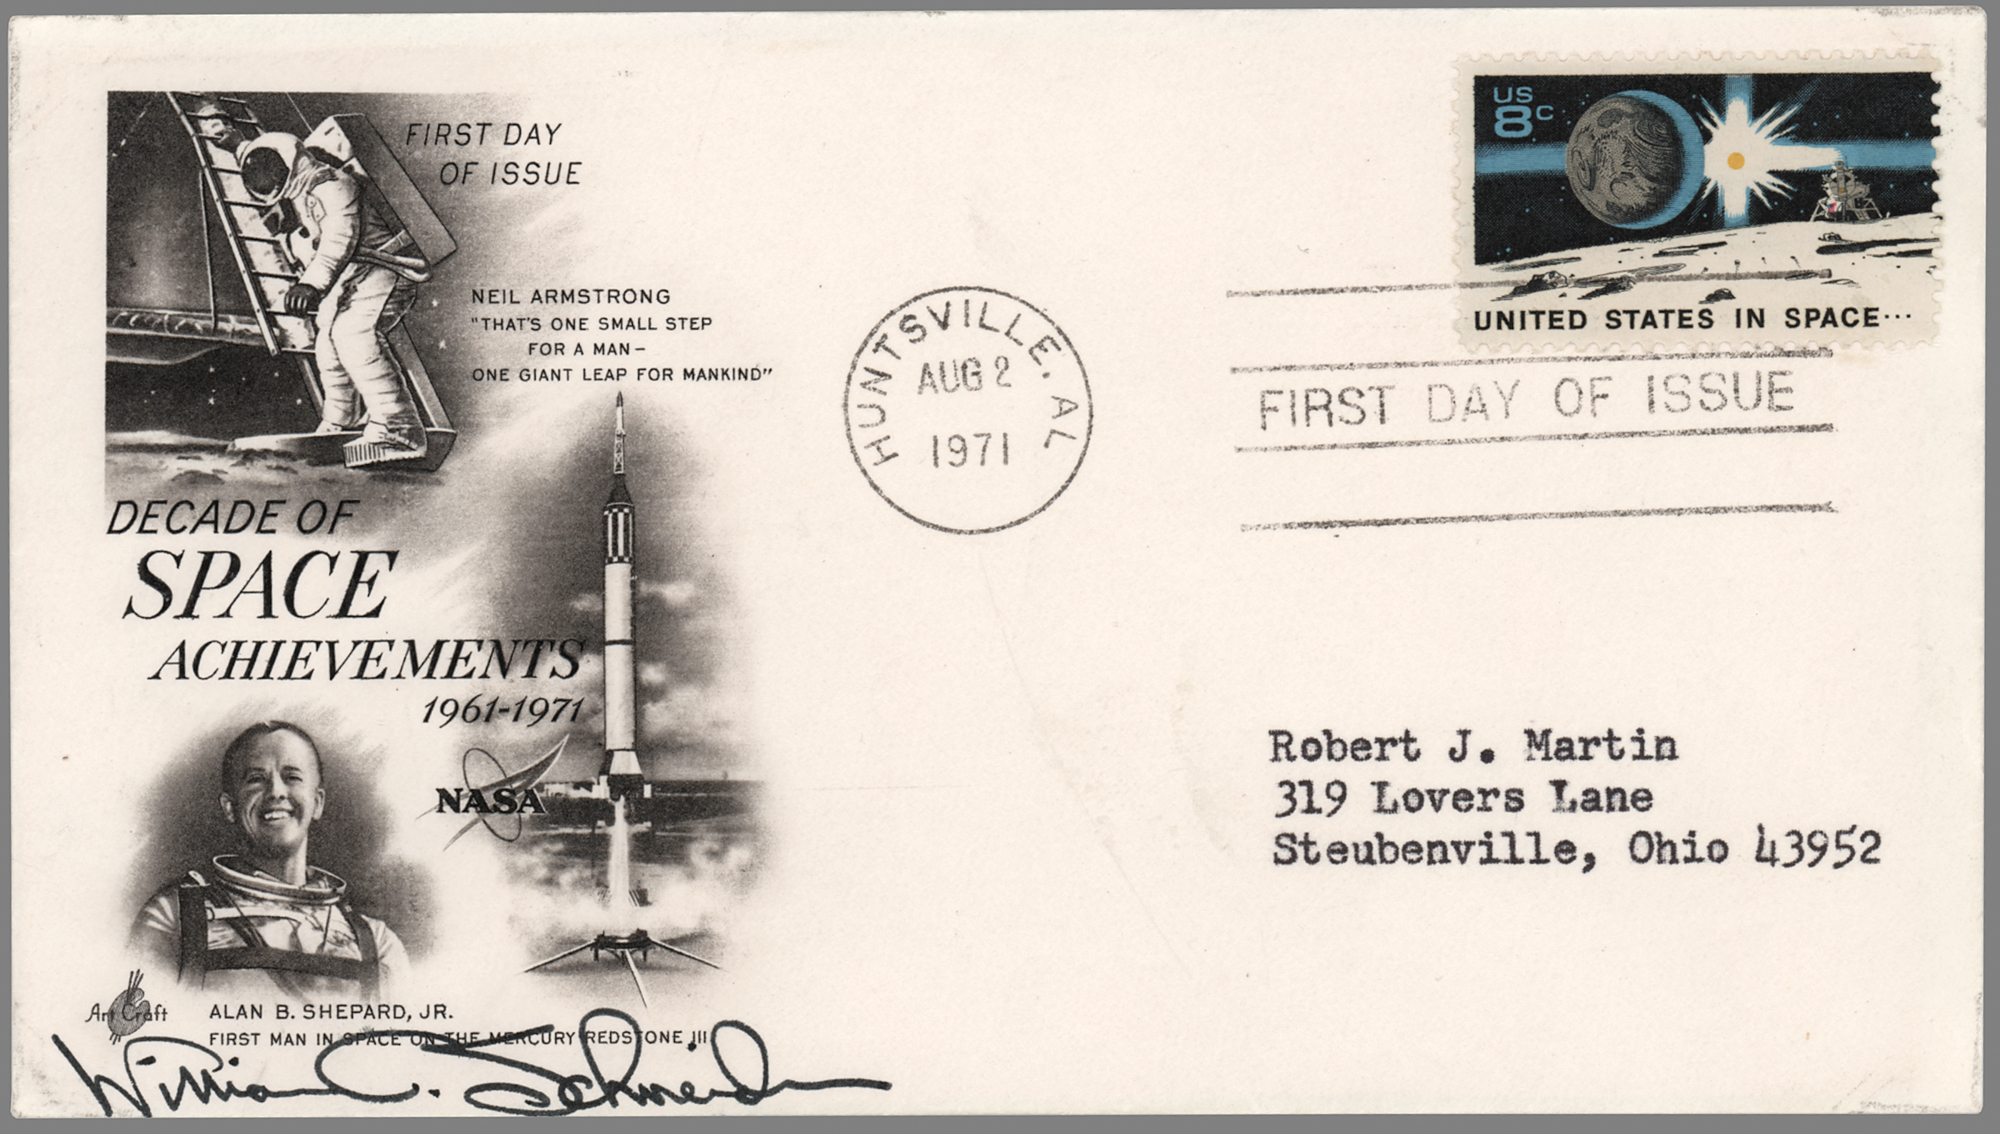 FIRST DAY
OF ISSUE
NEIL ARMSTRONG
"THAT'S ONE SMALL STEP
FOR A MAN –
ONE GIANT LEAP FOR MANKIND"
DECADE OF
SPACE
ACHIEVEMENTS
1961-1971
NASA
Art Craft
ALAN B. SHEPARD, JR.
FIRST MAN IN SPACE ON THE MERCURY REDSTONE III
William C. Schneider
HUNTSVILLE. AL
AUG 2
1971
US
8c
UNITED STATES IN SPACE...
FIRST DAY OF ISSUE
Robert J. Martin
319 Lovers Lane
Steubenville, Ohio 43952